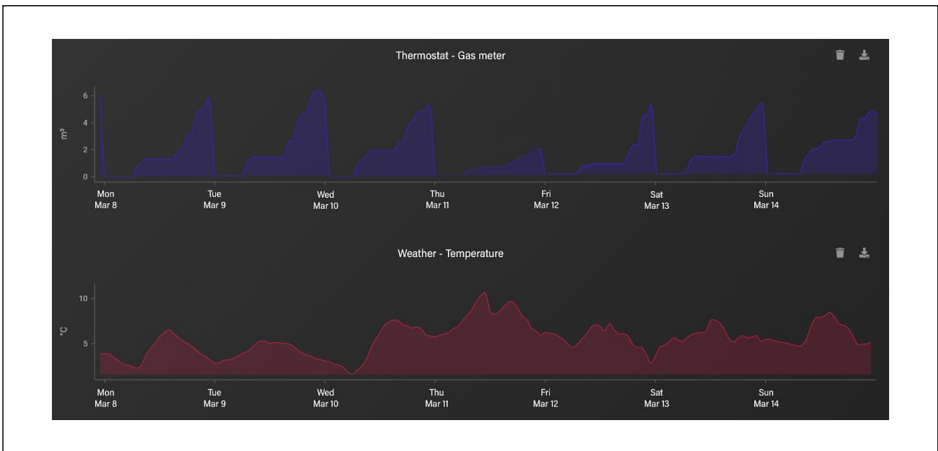 Thermostat - Gas meter
6
4
2
0
m³
Mon Tue Wed Thu Fri Sat Sun
Mar 8 Mar 9 Mar 10 Mar 11 Mar 12 Mar 13 Mar 14
Weather - Temperature
10
5
°C
Mon Tue Wed Thu Fri Sat Sun
Mar 8 Mar 9 Mar 10 Mar 11 Mar 12 Mar 13 Mar 14